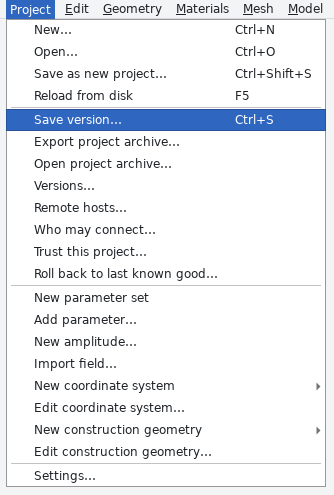 Project Edit Geometry Materials Mesh Model
New... Ctrl+N
Open... Ctrl+O
Save as new project... Ctrl+Shift+S
Reload from disk F5
Save version... Ctrl+S
Export project archive...
Open project archive...
Versions...
Remote hosts...
Who may connect...
Trust this project...
Roll back to last known good...
New parameter set
Add parameter...
New amplitude...
Import field...
New coordinate system
Edit coordinate system...
New construction geometry
Edit construction geometry...
Settings...